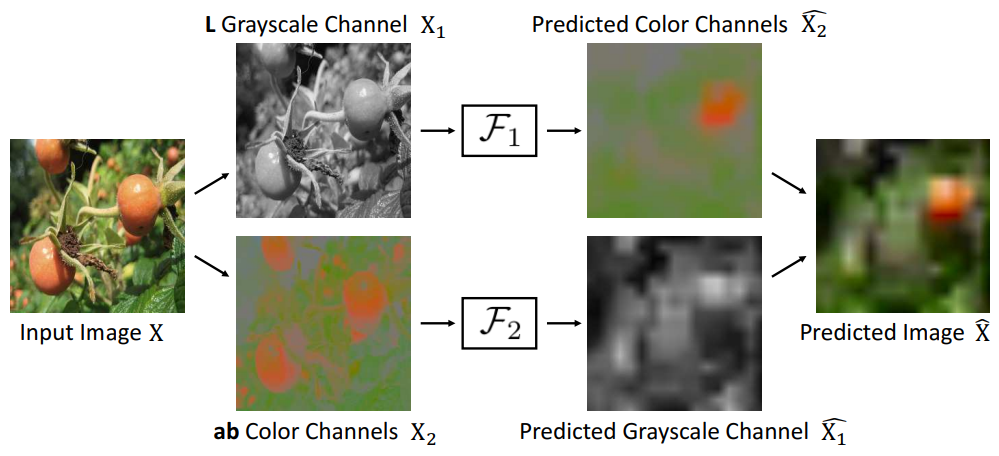 L Grayscale Channel X₁
Predicted Color Channels X̂₂
ℱ₁
Input Image X
ℱ₂
Predicted Image X̂
ab Color Channels X₂
Predicted Grayscale Channel X̂₁